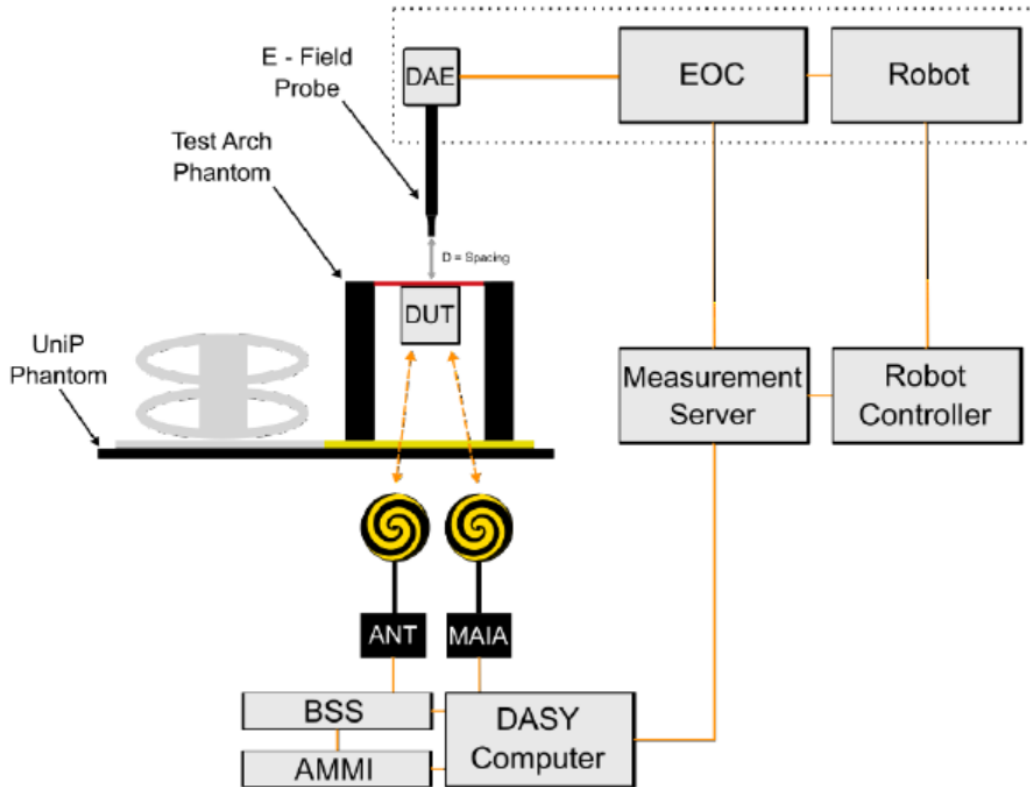 E - Field
Probe
DAE
EOC
Robot
Test Arch
Phantom
D = Spacing
DUT
UniP
Phantom
Measurement
Server
Robot
Controller
ANT
MAIA
BSS
DASY
Computer
AMMI